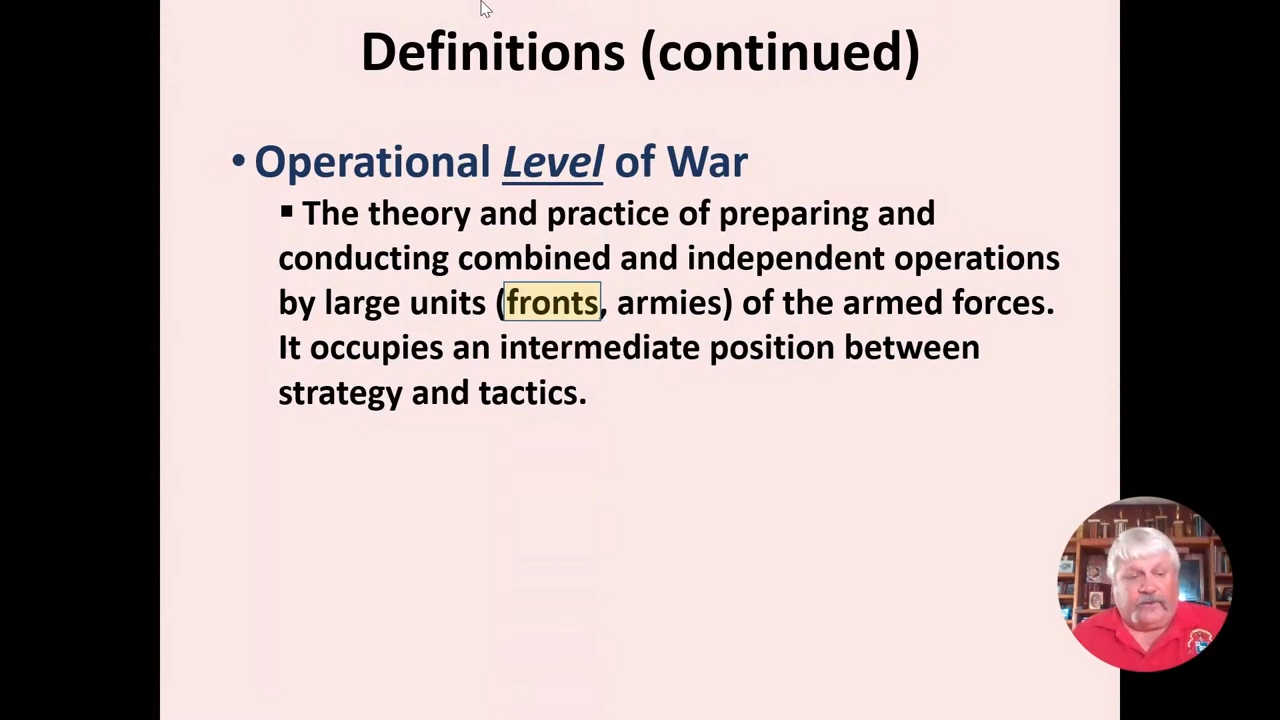 Definitions (continued)
• Operational Level of War
▪ The theory and practice of preparing and
conducting combined and independent operations
by large units (fronts, armies) of the armed forces.
It occupies an intermediate position between
strategy and tactics.